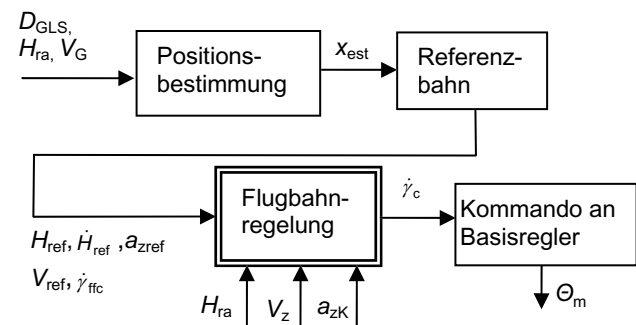 D_GLS,
H_ra, V_G
Positions-
bestimmung
x_est
Referenz-
bahn
Flugbahn-
regelung
γ̇_c
Kommando an
Basisregler
H_ref, Ḣ_ref ,a_zref
V_ref, γ̇_ffc
H_ra
V_z
a_zK
Θ_m